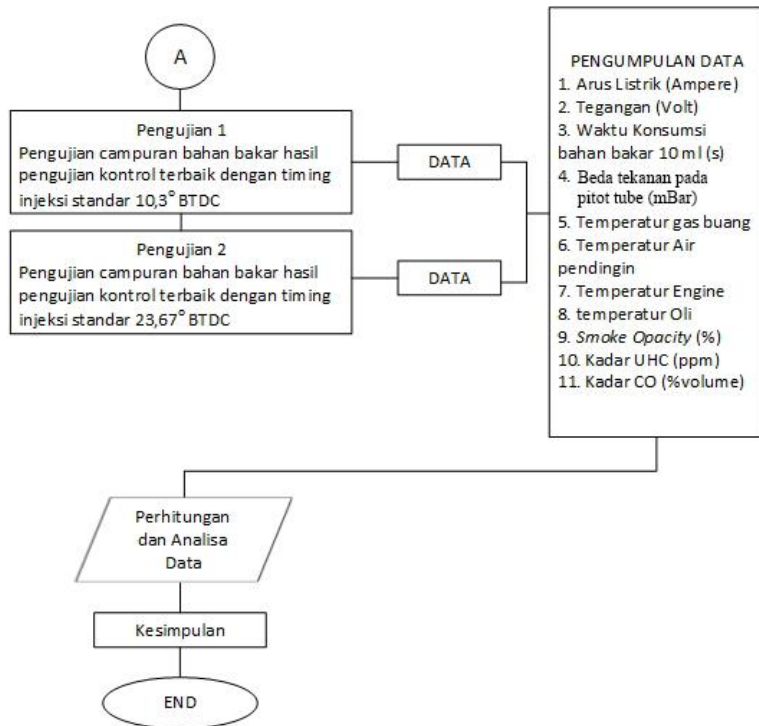 A
Pengujian 1
Pengujian campuran bahan bakar hasil
pengujian kontrol terbaik dengan timing
injeksi standar 10,3° BTDC
DATA
Pengujian 2
Pengujian campuran bahan bakar hasil
pengujian kontrol terbaik dengan timing
injeksi standar 23,67° BTDC
DATA
PENGUMPULAN DATA
1. Arus Listrik (Ampere)
2. Tegangan (Volt)
3. Waktu Konsumsi
bahan bakar 10 ml (s)
4. Beda tekanan pada
pitot tube (mBar)
5. Temperatur gas buang
6. Temperatur Air
pendingin
7. Temperatur Engine
8. temperatur Oli
9. Smoke Opacity (%)
10. Kadar UHC (ppm)
11. Kadar CO (%volume)
Perhitungan
dan Analisa
Data
Kesimpulan
END